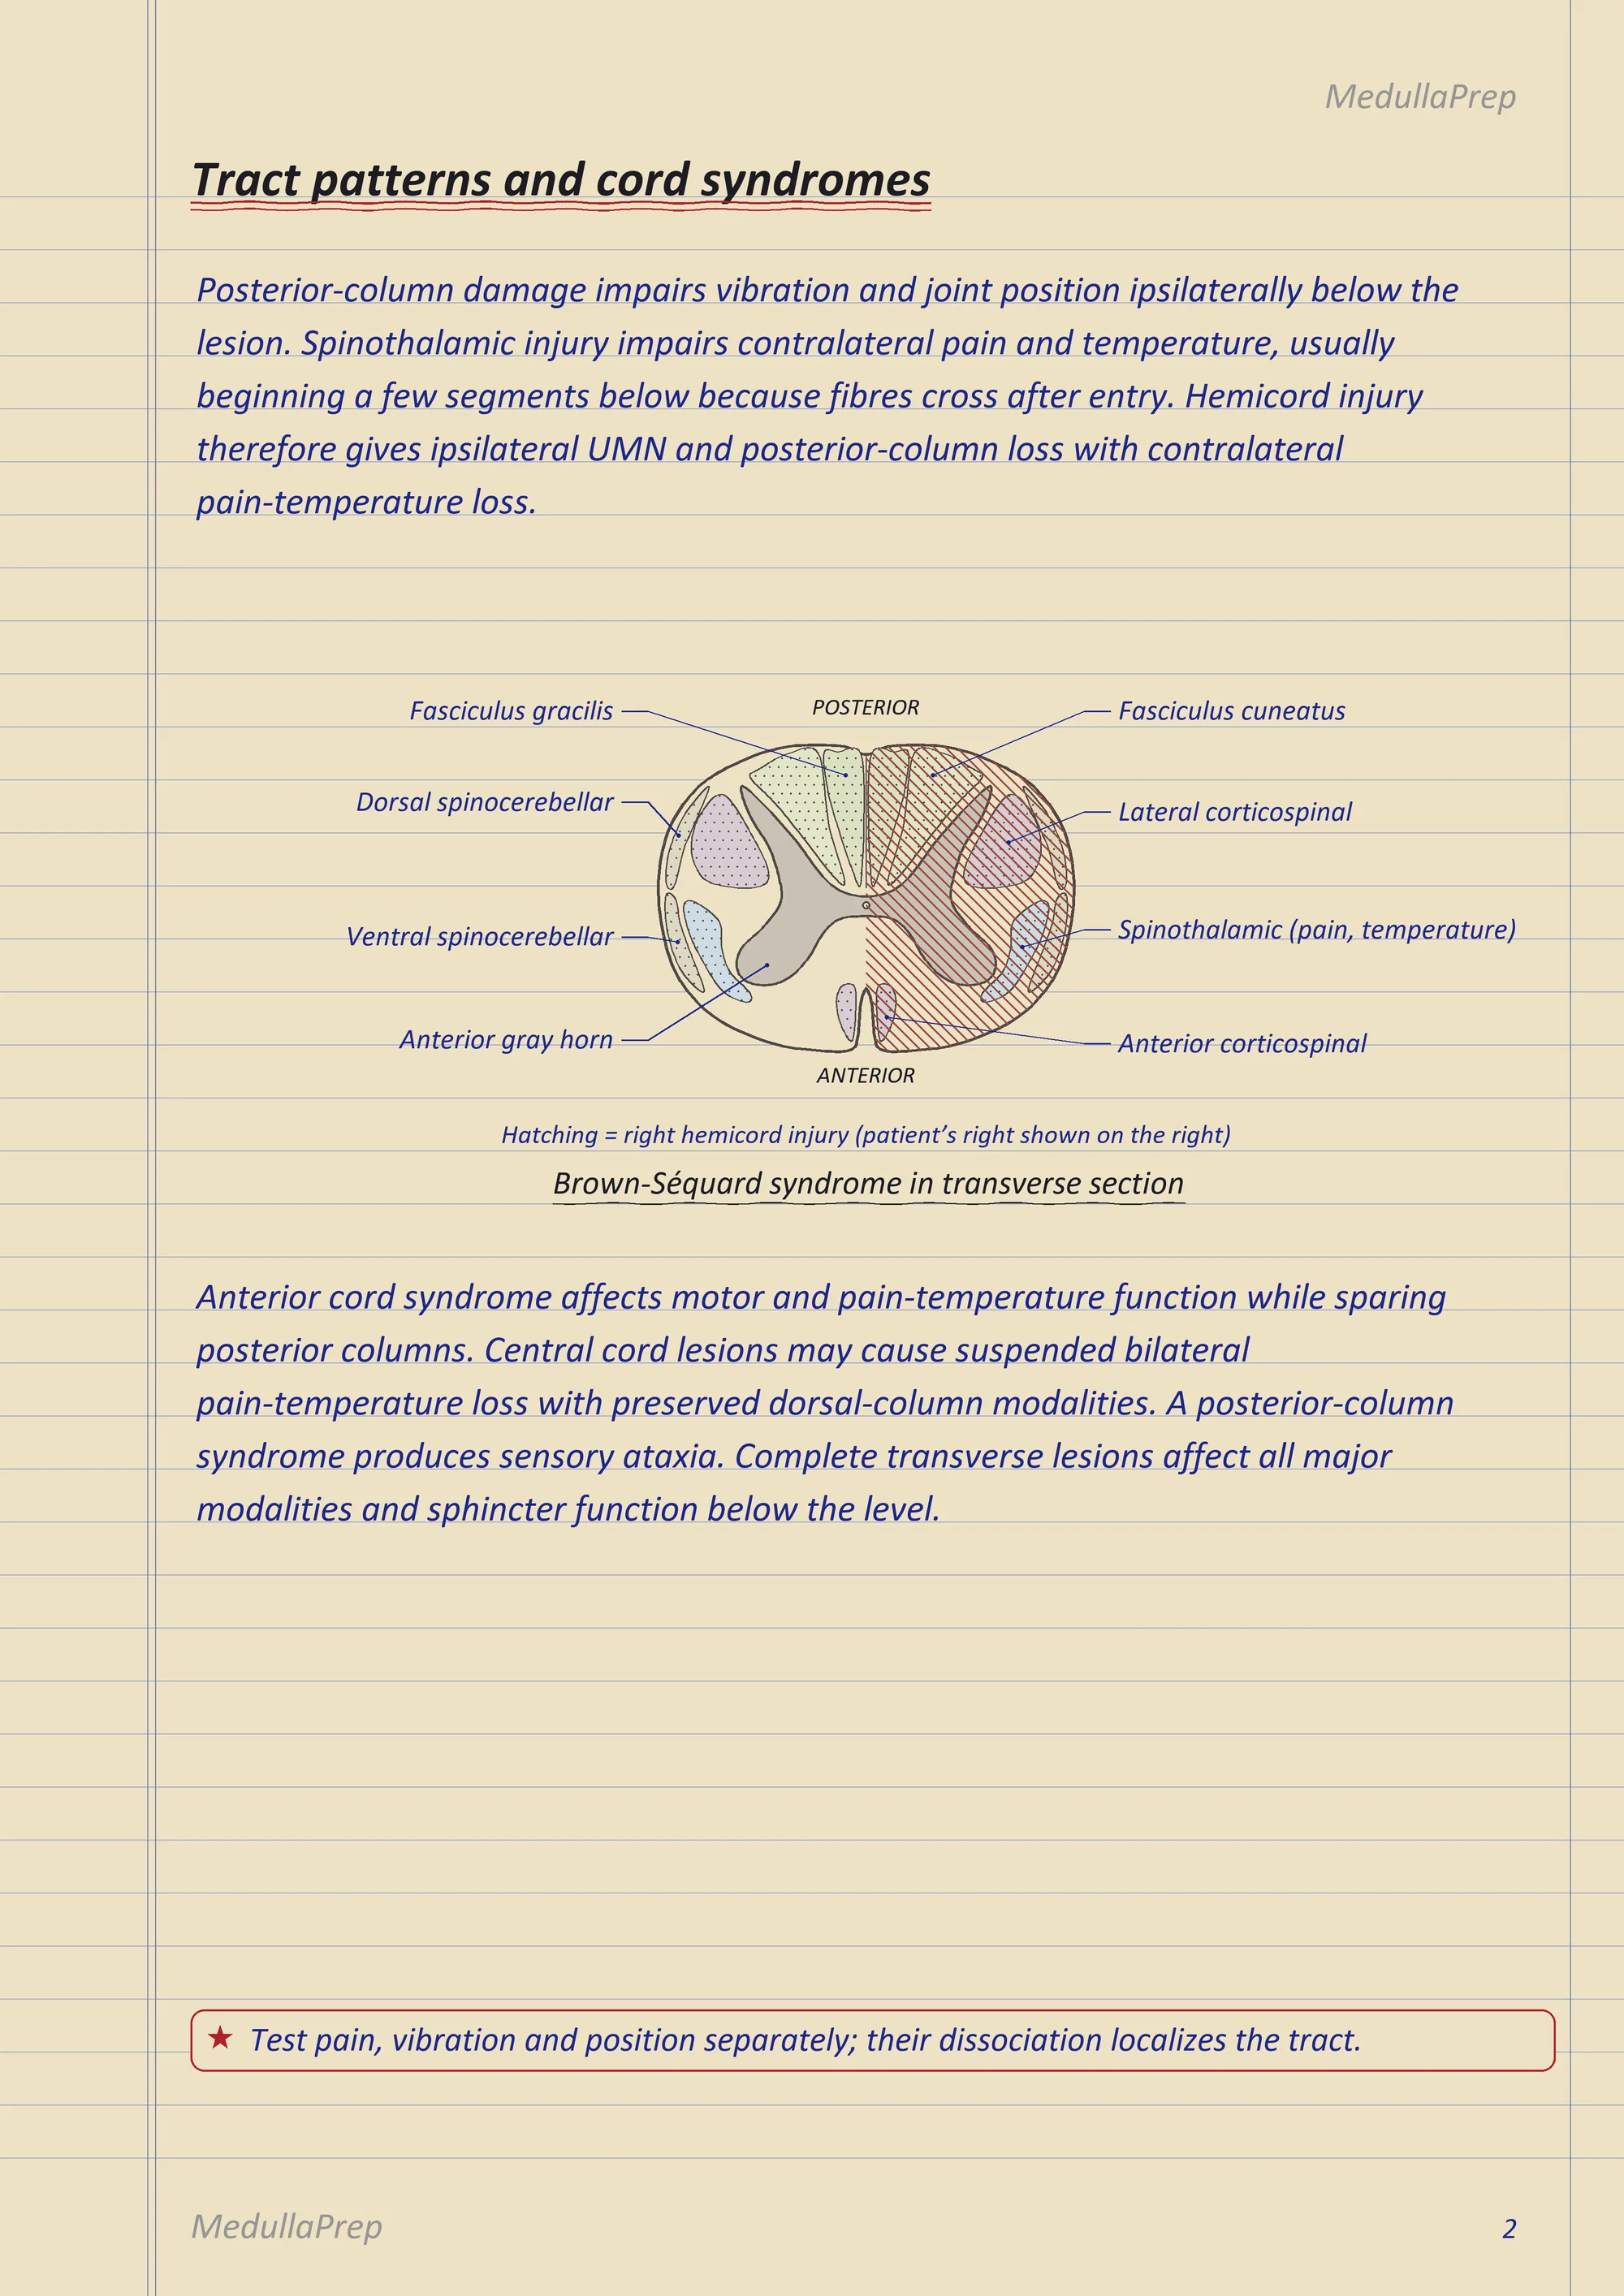 MedullaPrep
Tract patterns and cord syndromes
Posterior-column damage impairs vibration and joint position ipsilaterally below the
lesion. Spinothalamic injury impairs contralateral pain and temperature, usually
beginning a few segments below because fibres cross after entry. Hemicord injury
therefore gives ipsilateral UMN and posterior-column loss with contralateral
pain-temperature loss.
POSTERIOR
Fasciculus gracilis
Fasciculus cuneatus
Dorsal spinocerebellar
Lateral corticospinal
Ventral spinocerebellar
Spinothalamic (pain, temperature)
Anterior gray horn
Anterior corticospinal
ANTERIOR
Hatching = right hemicord injury (patient’s right shown on the right)
Brown-Séquard syndrome in transverse section
Anterior cord syndrome affects motor and pain-temperature function while sparing
posterior columns. Central cord lesions may cause suspended bilateral
pain-temperature loss with preserved dorsal-column modalities. A posterior-column
syndrome produces sensory ataxia. Complete transverse lesions affect all major
modalities and sphincter function below the level.
★ Test pain, vibration and position separately; their dissociation localizes the tract.
MedullaPrep
2